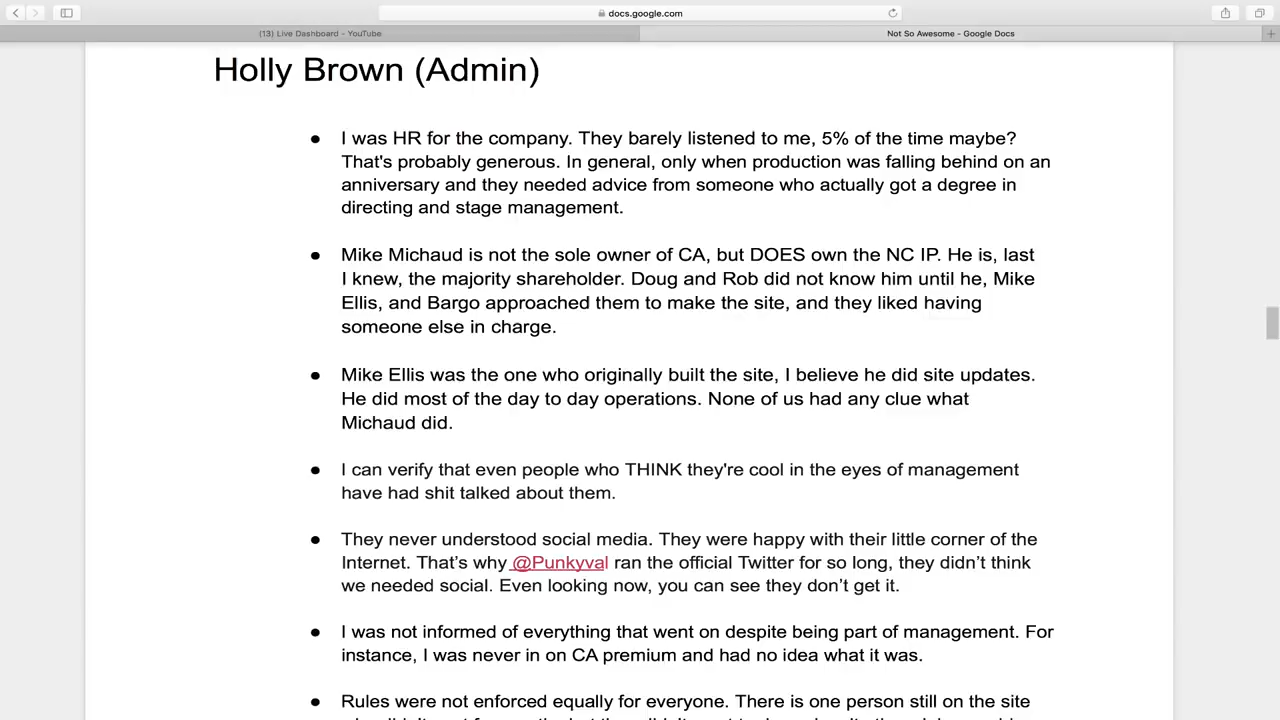 docs.google.com
(13) Live Dashboard - YouTube
Not So Awesome - Google Docs
Holly Brown (Admin)
● I was HR for the company. They barely listened to me, 5% of the time maybe?
That's probably generous. In general, only when production was falling behind on an
anniversary and they needed advice from someone who actually got a degree in
directing and stage management.
● Mike Michaud is not the sole owner of CA, but DOES own the NC IP. He is, last
I knew, the majority shareholder. Doug and Rob did not know him until he, Mike
Ellis, and Bargo approached them to make the site, and they liked having
someone else in charge.
● Mike Ellis was the one who originally built the site, I believe he did site updates.
He did most of the day to day operations. None of us had any clue what
Michaud did.
● I can verify that even people who THINK they're cool in the eyes of management
have had shit talked about them.
● They never understood social media. They were happy with their little corner of the
Internet. That’s why @Punkyval ran the official Twitter for so long, they didn’t think
we needed social. Even looking now, you can see they don’t get it.
● I was not informed of everything that went on despite being part of management. For
instance, I was never in on CA premium and had no idea what it was.
● Rules were not enforced equally for everyone. There is one person still on the site